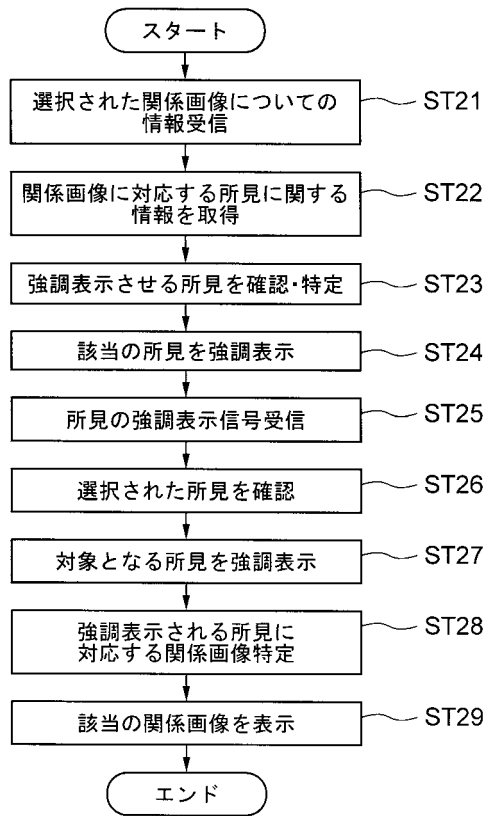 スタート
選択された関係画像についての
情報受信
ST21
関係画像に対応する所見に関する
情報を取得
ST22
強調表示させる所見を確認・特定
ST23
該当の所見を強調表示
ST24
所見の強調表示信号受信
ST25
選択された所見を確認
ST26
対象となる所見を強調表示
ST27
強調表示される所見に
対応する関係画像特定
ST28
該当の関係画像を表示
ST29
エンド